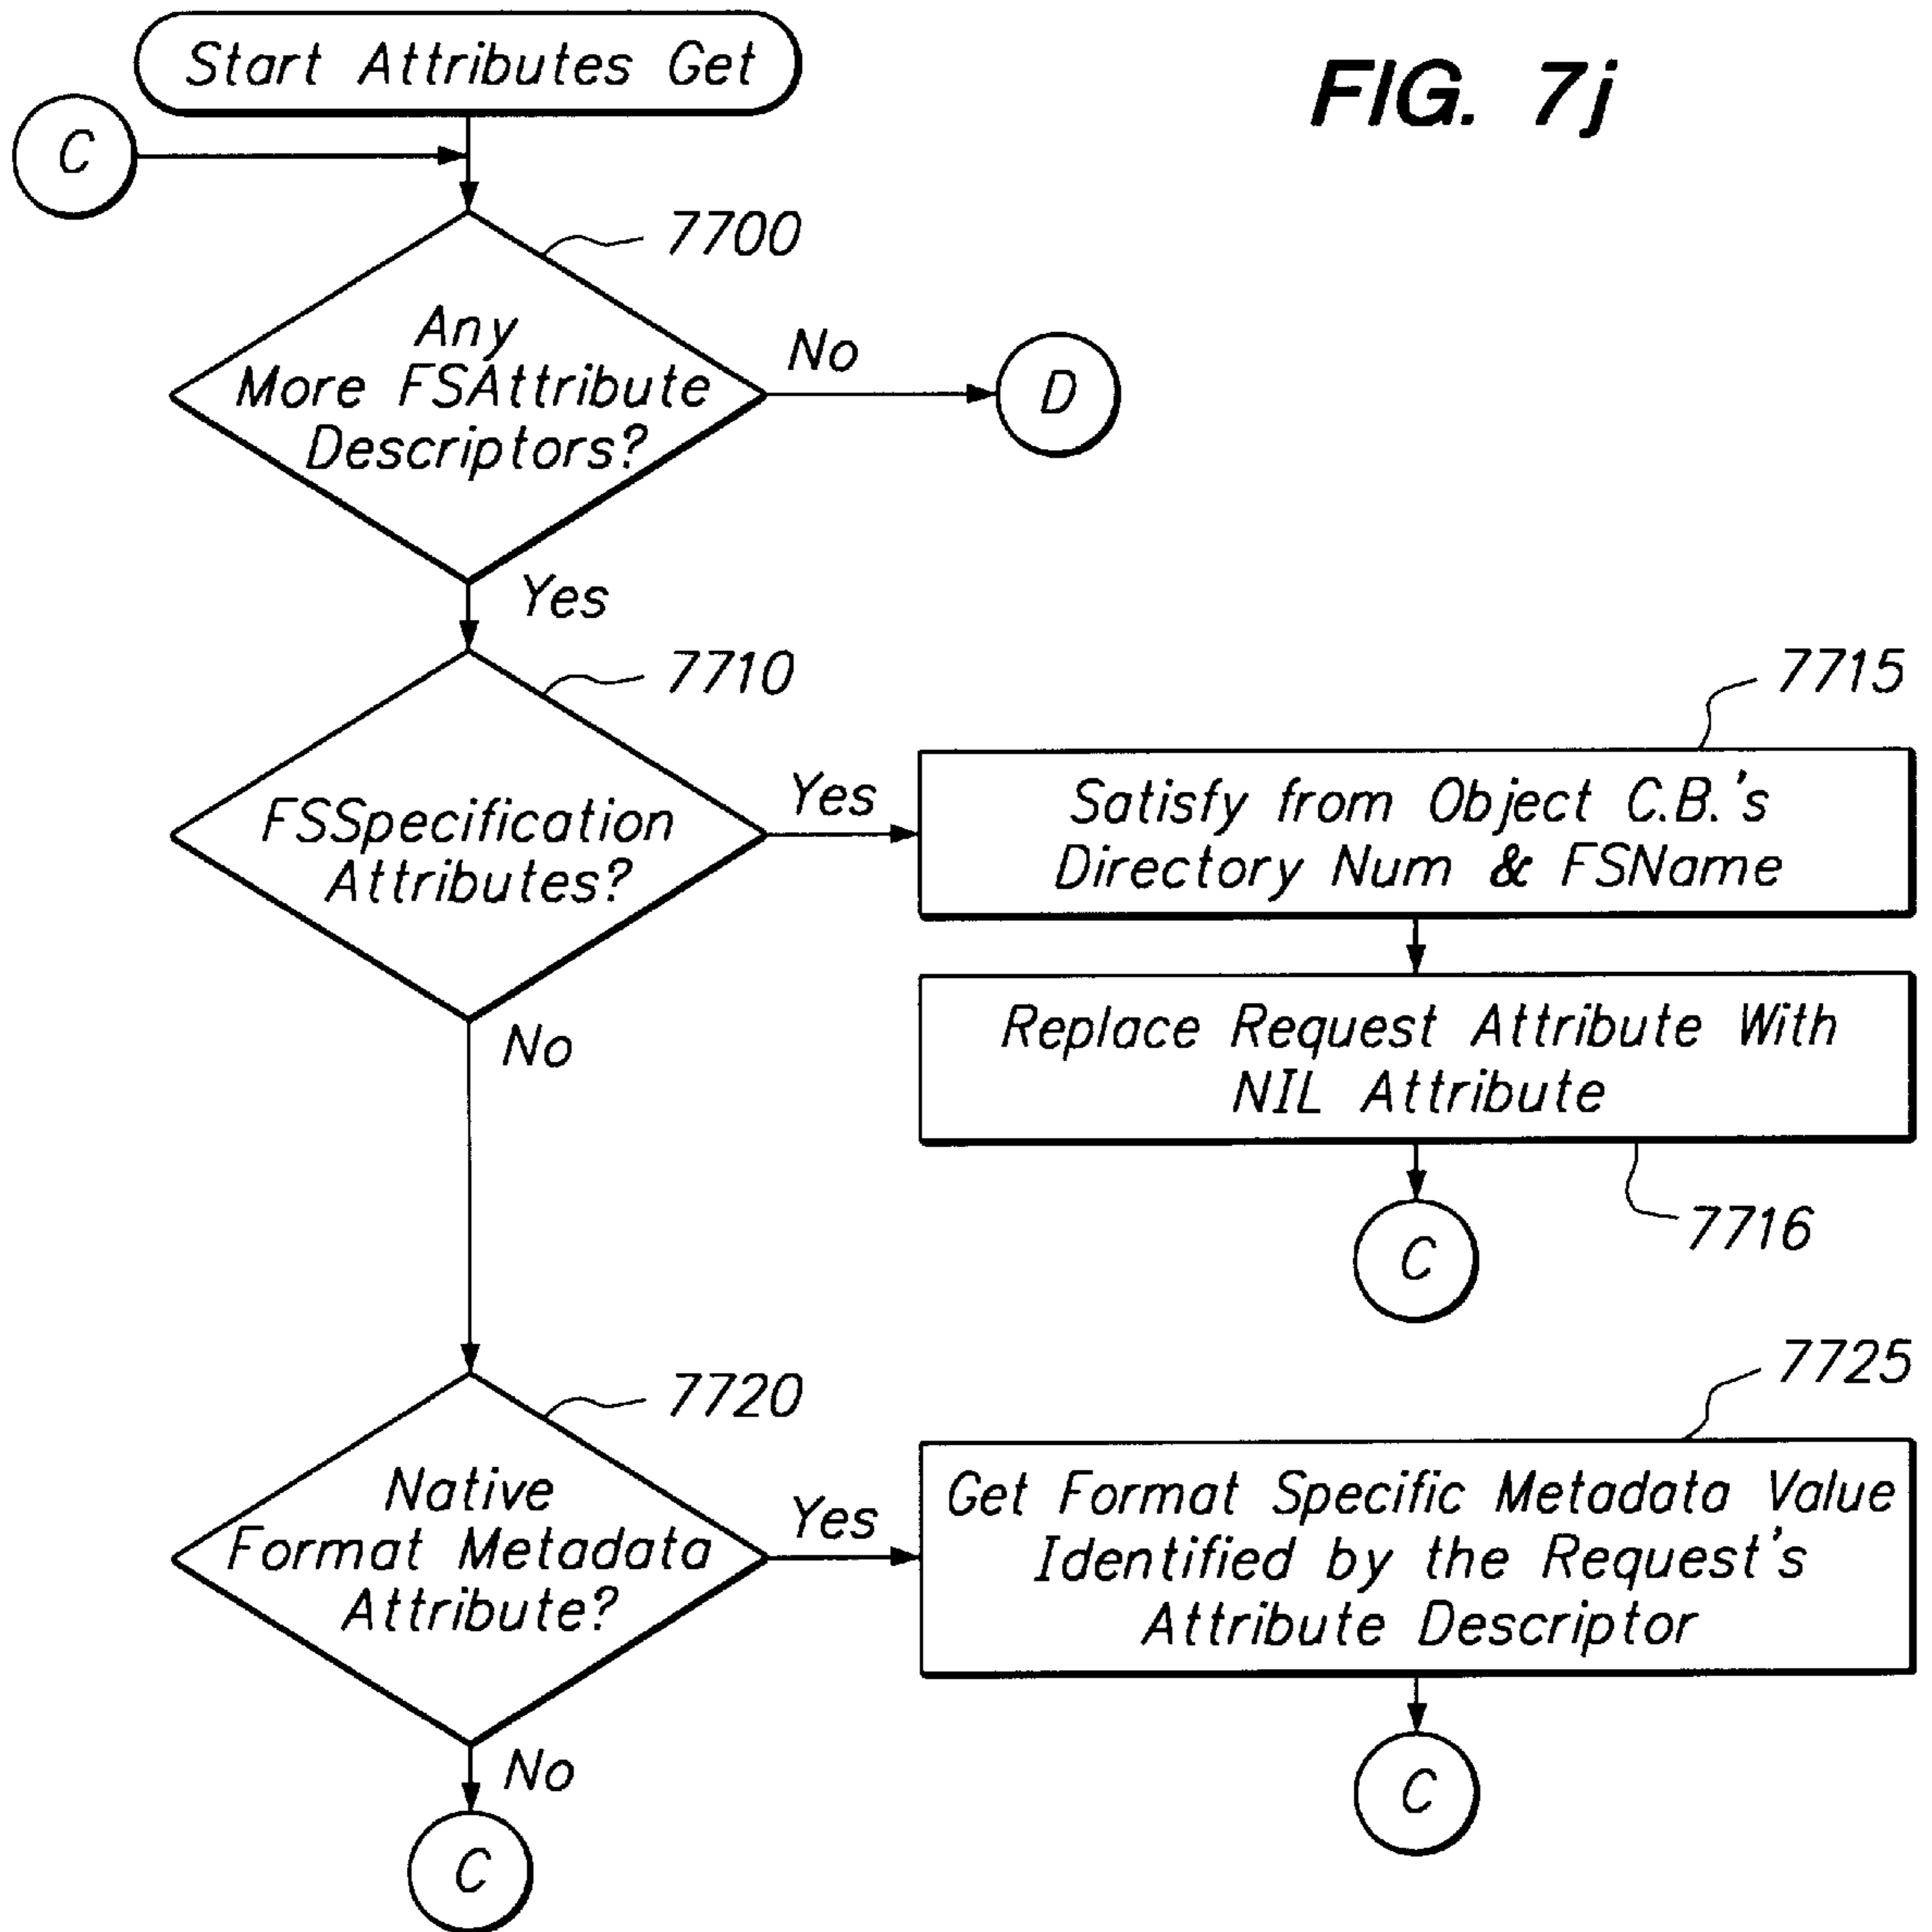 Start Attributes Get
FIG. 7j
C
7700
Any
More FSAttribute
Descriptors?
No
D
Yes
7710
7715
FSSpecification
Attributes?
Yes
Satisfy from Object C.B.'s
Directory Num & FSName
Replace Request Attribute With
NIL Attribute
No
7716
C
7720
7725
Native
Format Metadata
Attribute?
Yes
Get Format Specific Metadata Value
Identified by the Request's
Attribute Descriptor
No
C
C